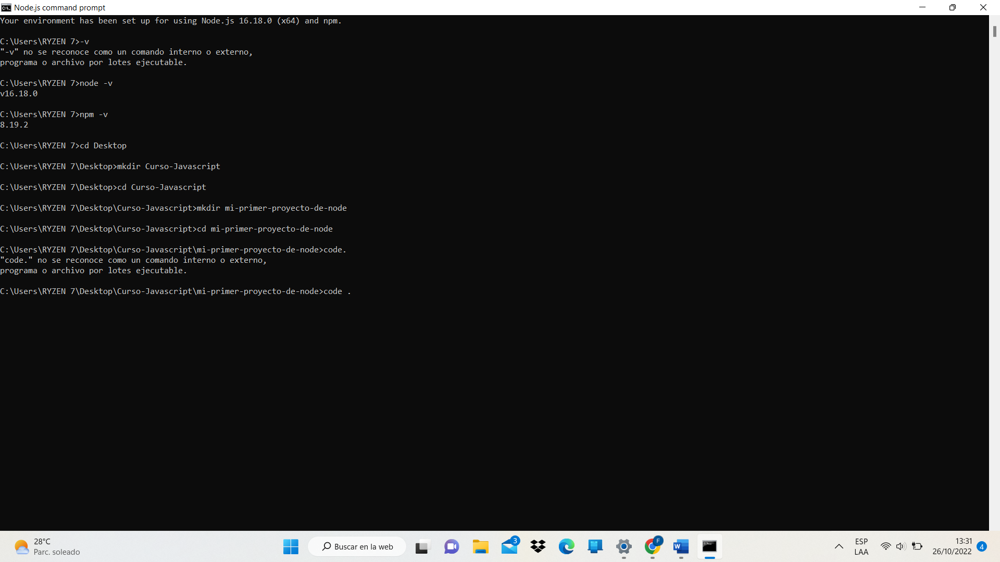 Node.js command prompt
Your environment has been set up for using Node.js 16.18.0 (x64) and npm.
C:\Users\RYZEN 7>-v
"-v" no se reconoce como un comando interno o externo,
programa o archivo por lotes ejecutable.
C:\Users\RYZEN 7>node -v
v16.18.0
C:\Users\RYZEN 7>npm -v
8.19.2
C:\Users\RYZEN 7>cd Desktop
C:\Users\RYZEN 7\Desktop>mkdir Curso-Javascript
C:\Users\RYZEN 7\Desktop>cd Curso-Javascript
C:\Users\RYZEN 7\Desktop\Curso-Javascript>mkdir mi-primer-proyecto-de-node
C:\Users\RYZEN 7\Desktop\Curso-Javascript>cd mi-primer-proyecto-de-node
C:\Users\RYZEN 7\Desktop\Curso-Javascript\mi-primer-proyecto-de-node>code.
"code." no se reconoce como un comando interno o externo,
programa o archivo por lotes ejecutable.
C:\Users\RYZEN 7\Desktop\Curso-Javascript\mi-primer-proyecto-de-node>code .
28°C
Parc. soleado
Buscar en la web
3
F
W
ESP
LAA
13:31
26/10/2022
4